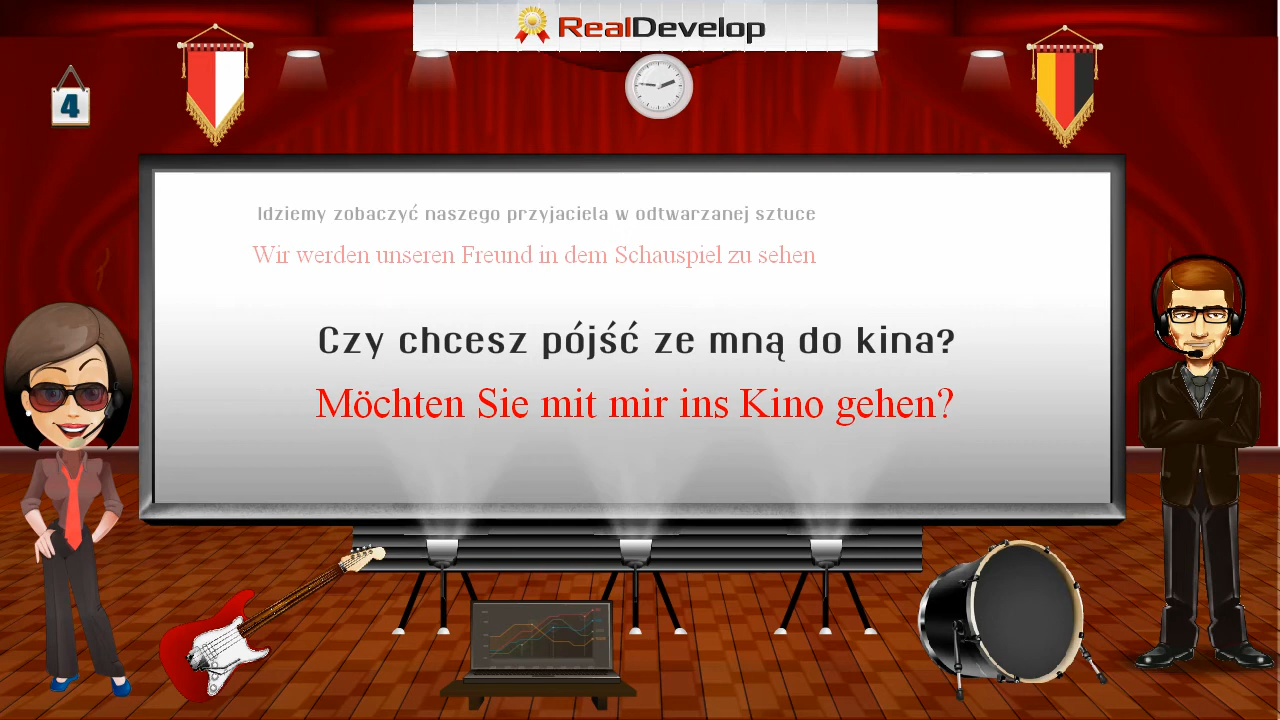 RealDevelop
4
Idziemy zobaczyć naszego przyjaciela w odtwarzanej sztuce
Wir werden unseren Freund in dem Schauspiel zu sehen
Czy chcesz pójść ze mną do kina?
Möchten Sie mit mir ins Kino gehen?